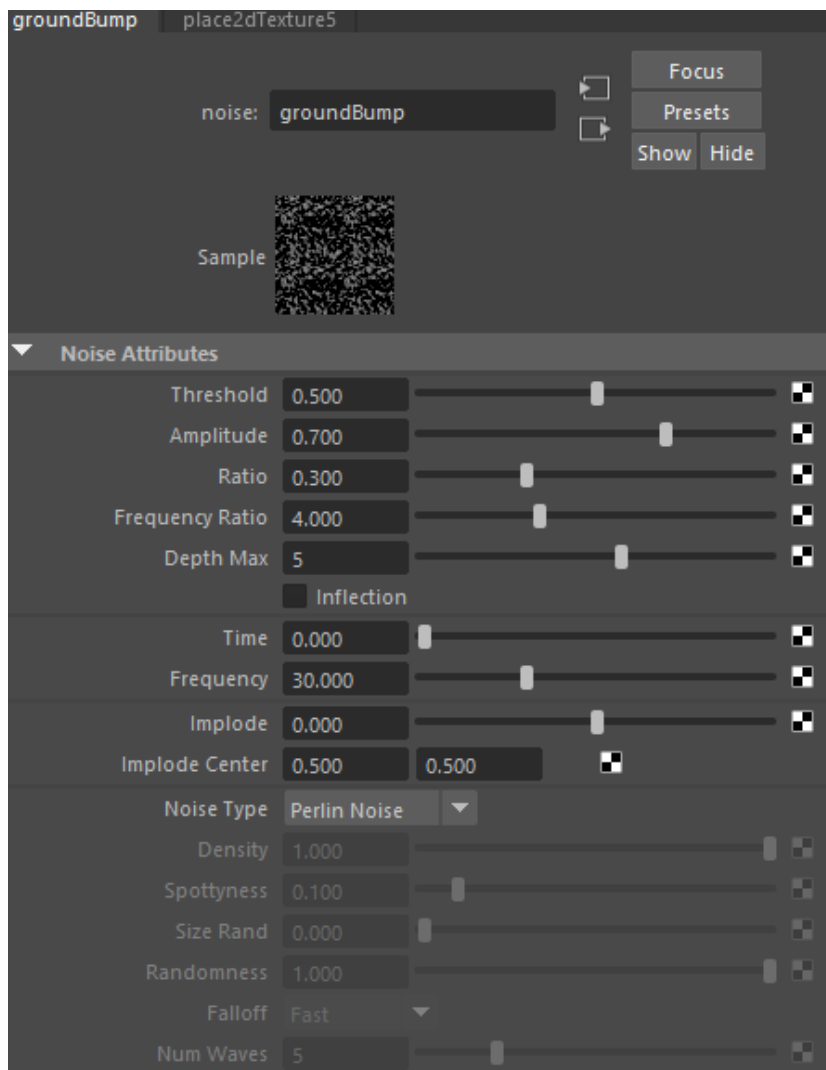 groundBump place2dTexture5
Focus
noise: groundBump Presets
Show Hide
Sample
Noise Attributes
Threshold 0.500
Amplitude 0.700
Ratio 0.300
Frequency Ratio 4.000
Depth Max 5
Inflection
Time 0.000
Frequency 30.000
Implode 0.000
Implode Center 0.500 0.500
Noise Type Perlin Noise
Density 1.000
Spottyness 0.100
Size Rand 0.000
Randomness 1.000
Falloff Fast
Num Waves 5